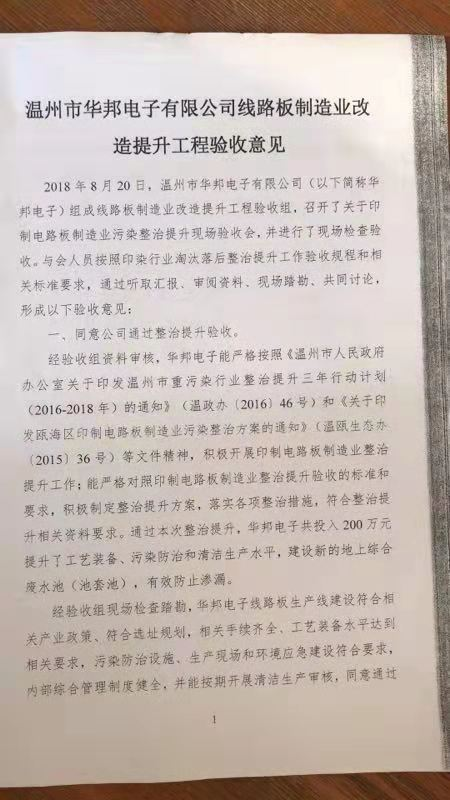 温州市华邦电子有限公司线路板制造业改
造提升工程验收意见
2018 年 8 月 20 日，温州市华邦电子有限公司（以下简称华
邦电子）组成线路板制造业改造提升工程验收组，召开了关于印
制电路板制造业污染整治提升现场验收会，并进行了现场检查验
收。与会人员按照印染行业淘汰落后整治提升工作验收规程和相
关标准要求，通过听取汇报、审阅资料、现场踏勘、共同讨论，
形成以下验收意见：
一、同意公司通过整治提升验收。
经验收组资料审核，华邦电子能严格按照《温州市人民政府
办公室关于印发温州市重污染行业整治提升三年行动计划
（2016-2018 年）的通知》（温政办〔2016〕46 号）和《关于印
发瓯海区印制电路板制造业污染整治方案的通知》（温瓯生态办
〔2015〕36 号）等文件精神，积极开展印制电路板制造业整治
提升工作；能严格对照印制电路板制造业整治提升验收的标准和
要求，积极制定整治提升方案，落实各项整治措施，符合整治提
升相关资料要求。通过本次整治提升，华邦电子共投入 200 万元
提升了工艺装备、污染防治和清洁生产水平，建设新的地上综合
废水池（池套池），有效防止渗漏。
经验收组现场检查踏勘，华邦电子线路板生产线建设符合相
关产业政策、符合选址规划，相关手续齐全、工艺装备水平达到
相关要求，污染防治设施、生产现场和环境应急建设符合要求，
内部综合管理制度健全，并能按期开展清洁生产审核，同意通过
1